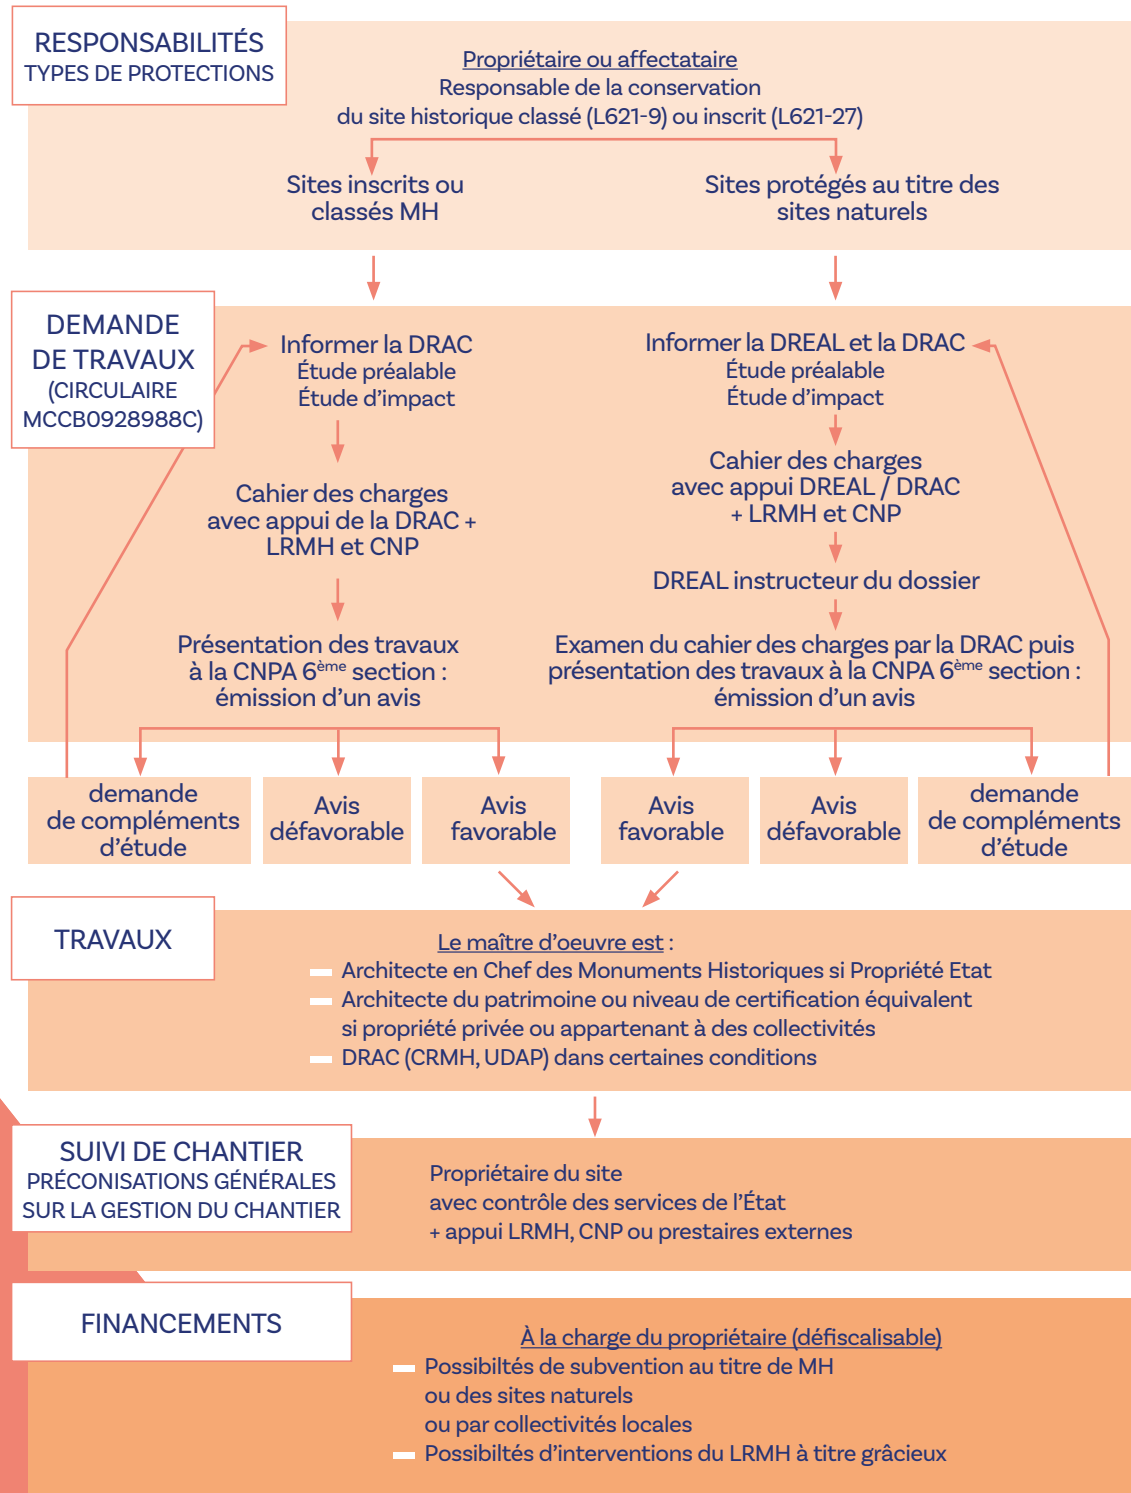 RESPONSABILITÉS
TYPES DE PROTECTIONS
Propriétaire ou affectataire
Responsable de la conservation
du site historique classé (L621-9) ou inscrit (L621-27)
Sites inscrits ou
classés MH
Sites protégés au titre des
sites naturels
DEMANDE
DE TRAVAUX
(CIRCULAIRE
MCCB0928988C)
Informer la DRAC
Étude préalable
Étude d'impact
Cahier des charges
avec appui de la DRAC +
LRMH et CNP
Présentation des travaux
à la CNPA 6ème section :
émission d'un avis
Informer la DREAL et la DRAC
Étude préalable
Étude d'impact
Cahier des charges
avec appui DREAL / DRAC
+ LRMH et CNP
DREAL instructeur du dossier
Examen du cahier des charges par la DRAC puis
présentation des travaux à la CNPA 6ème section :
émission d'un avis
demande
de compléments
d'étude
Avis
défavorable
Avis
favorable
Avis
favorable
Avis
défavorable
demande
de compléments
d'étude
TRAVAUX
Le maître d'oeuvre est :
Architecte en Chef des Monuments Historiques si Propriété Etat
Architecte du patrimoine ou niveau de certification équivalent
si propriété privée ou appartenant à des collectivités
DRAC (CRMH, UDAP) dans certaines conditions
SUIVI DE CHANTIER
PRÉCONISATIONS GÉNÉRALES
SUR LA GESTION DU CHANTIER
Propriétaire du site
avec contrôle des services de l'État
+ appui LRMH, CNP ou prestaires externes
FINANCEMENTS
À la charge du propriétaire (défiscalisable)
Possibiltés de subvention au titre de MH
ou des sites naturels
ou par collectivités locales
Possibiltés d'interventions du LRMH à titre grâcieux